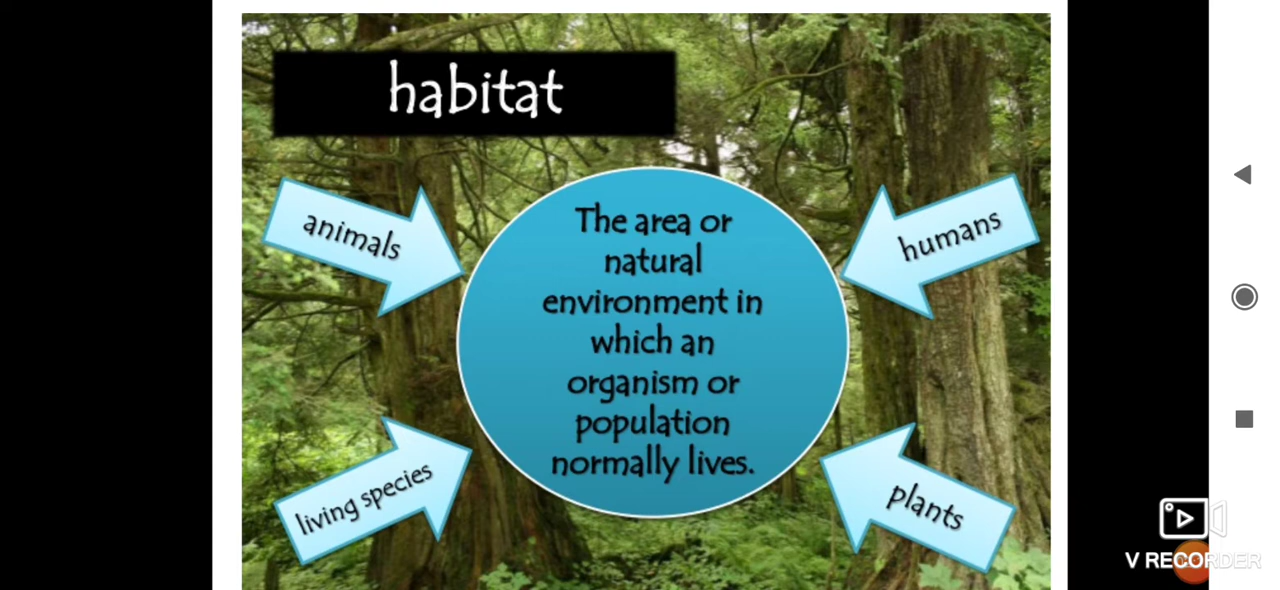 habitat
animals
humans
The area or
natural
environment in
which an
organism or
population
normally lives.
living species
plants
V RECORDER